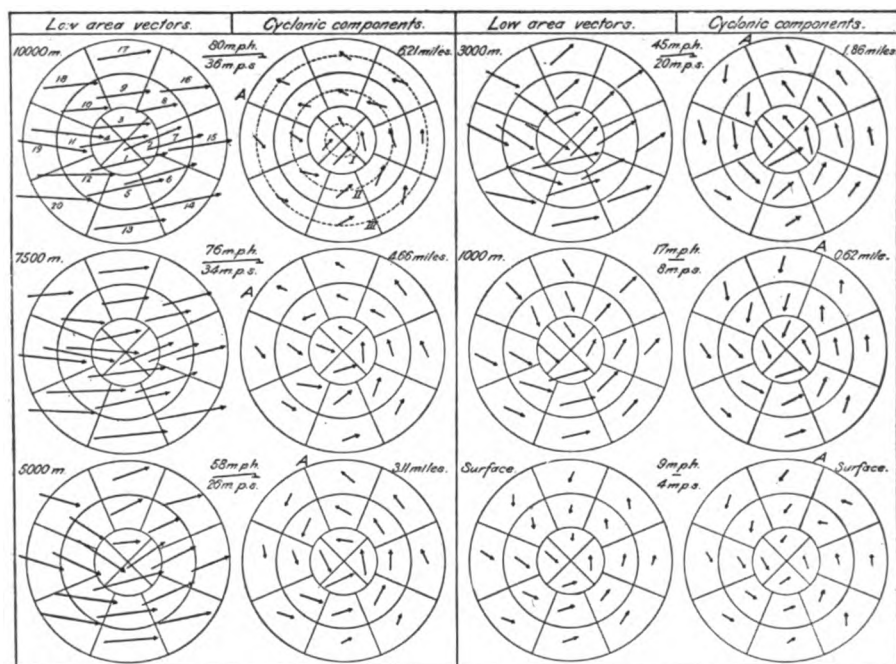 Low area vectors. Cyclonic components. Low area vectors. Cyclonic components.
10000 m. 80 m.p.h. 36 m.p.s. 6.21 miles.
A
17
18 16
9
10 8
3
19 11 4 7 2 15
1
12 6
5
20 14
13
I
II
III
3000 m. 45 m.p.h. 20 m.p.s. A 1.86 miles.
7500 m. 76 m.p.h. 34 m.p.s. A 4.66 miles.
1000 m. 17 m.p.h. 8 m.p.s. A 0.62 mile.
5000 m. 58 m.p.h. 26 m.p.s. A 3.11 miles.
Surface. 9 m.p.h. 4 m.p.s. A Surface.